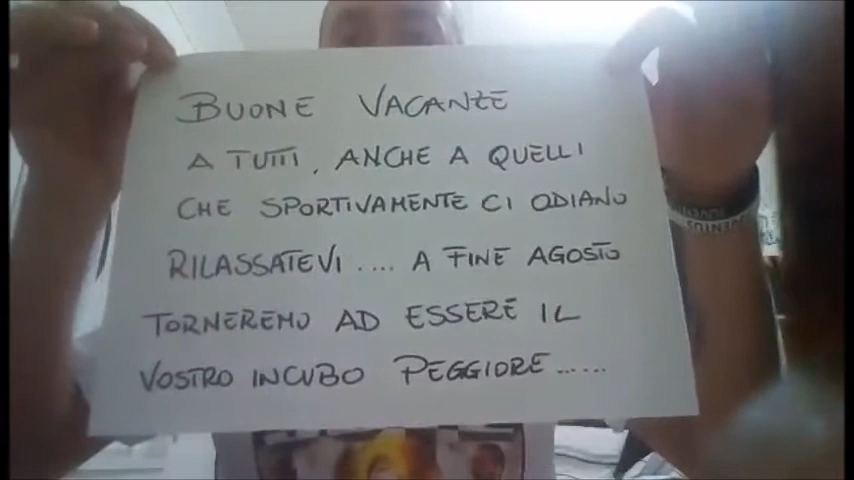 BUONE VACANZE
A TUTTI, ANCHE A QUELLI
CHE SPORTIVAMENTE CI ODIANO
RILASSATEVI .... A FINE AGOSTO
TORNEREMO AD ESSERE IL
VOSTRO INCUBO PEGGIORE......